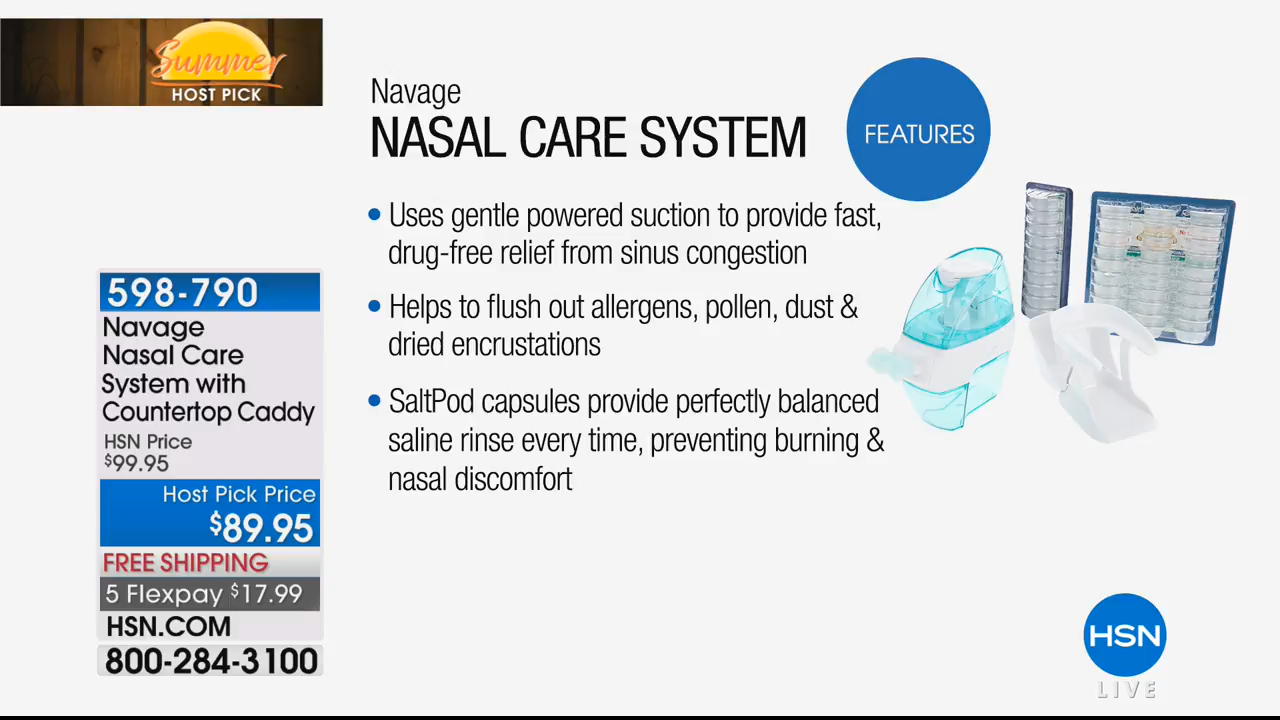 Summer
HOST PICK
Navage
NASAL CARE SYSTEM
FEATURES
• Uses gentle powered suction to provide fast,
drug-free relief from sinus congestion
• Helps to flush out allergens, pollen, dust &
dried encrustations
• SaltPod capsules provide perfectly balanced
saline rinse every time, preventing burning &
nasal discomfort
598-790
Navage
Nasal Care
System with
Countertop Caddy
HSN Price
$99.95
Host Pick Price
$89.95
FREE SHIPPING
5 Flexpay $17.99
HSN.COM
800-284-3100
HSN
LIVE